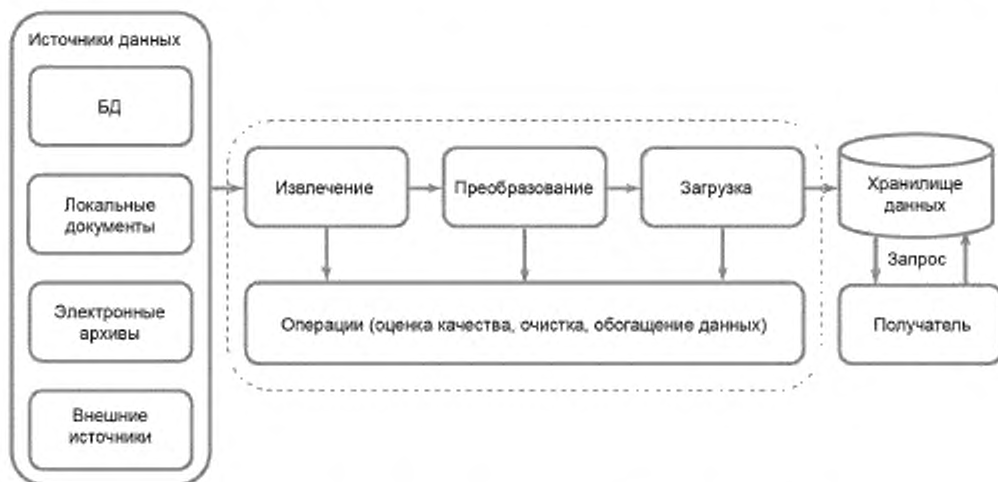 Источники данных
БД
Локальные
документы
Электронные
архивы
Внешние
источники
Извлечение
Преобразование
Загрузка
Операции (оценка качества, очистка, обогащение данных)
Хранилище
данных
Запрос
Получатель